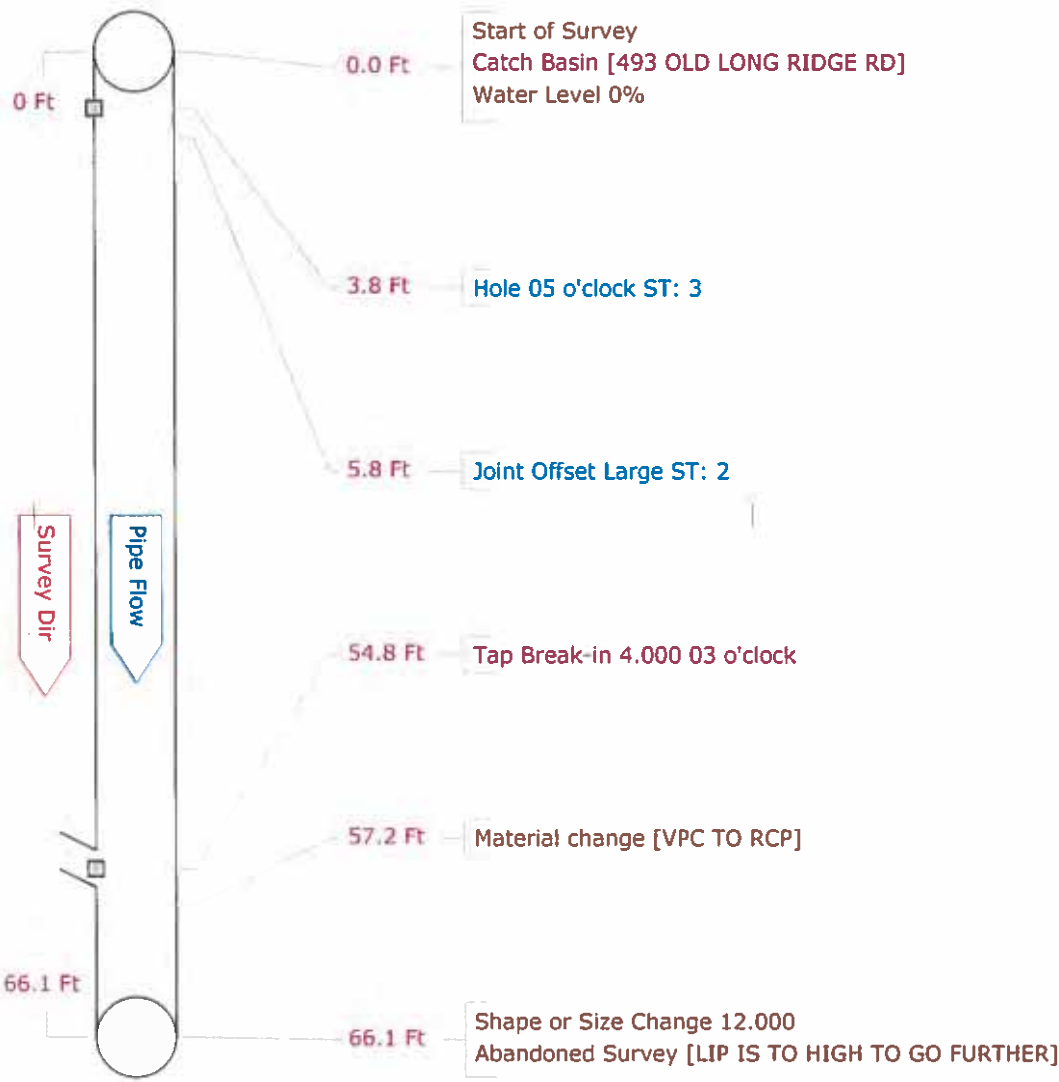 Start of Survey
0.0 Ft
Catch Basin [493 OLD LONG RIDGE RD]
Water Level 0%
0 Ft
3.8 Ft
Hole 05 o'clock ST: 3
5.8 Ft
Joint Offset Large ST: 2
Survey Dir
Pipe Flow
54.8 Ft
Tap Break-in 4.000 03 o'clock
57.2 Ft
Material change [VPC TO RCP]
66.1 Ft
66.1 Ft
Shape or Size Change 12.000
Abandoned Survey [LIP IS TO HIGH TO GO FURTHER]